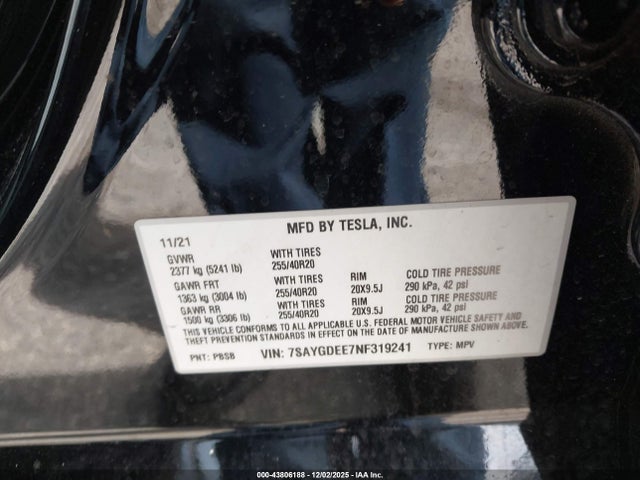 MFD BY TESLA, INC.
11/21
GVWR
2377 kg (5241 lb) WITH TIRES 255/40R20
GAWR FRT
1363 kg (3004 lb) WITH TIRES 255/40R20 RIM 20X9.5J COLD TIRE PRESSURE 290 kPa, 42 psi
GAWR RR
1500 kg (3306 lb) WITH TIRES 255/40R20 RIM 20X9.5J COLD TIRE PRESSURE 290 kPa, 42 psi
THIS VEHICLE CONFORMS TO ALL APPLICABLE U.S. FEDERAL MOTOR VEHICLE SAFETY AND
THEFT PREVENTION STANDARDS IN EFFECT ON THE DATE OF MANUFACTURE SHOWN ABOVE.
PNT: PBSB VIN: 7SAYGDEE7NF319241 TYPE: MPV
000-43806188 - 12/02/2025 - IAA Inc.